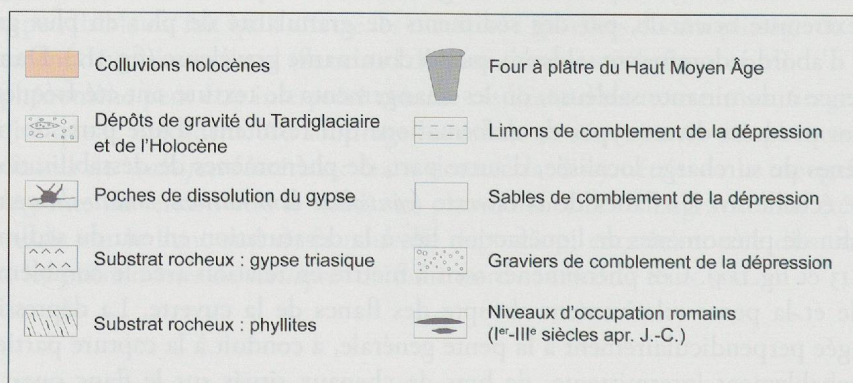 Colluvions holocènes
Dépôts de gravité du Tardiglaciaire
et de l'Holocène
Poches de dissolution du gypse
Substrat rocheux : gypse triasique
Substrat rocheux : phyllites
Four à plâtre du Haut Moyen Âge
Limons de comblement de la dépression
Sables de comblement de la dépression
Graviers de comblement de la dépression
Niveaux d'occupation romains
(Ier-IIIe siècles apr. J.-C.)